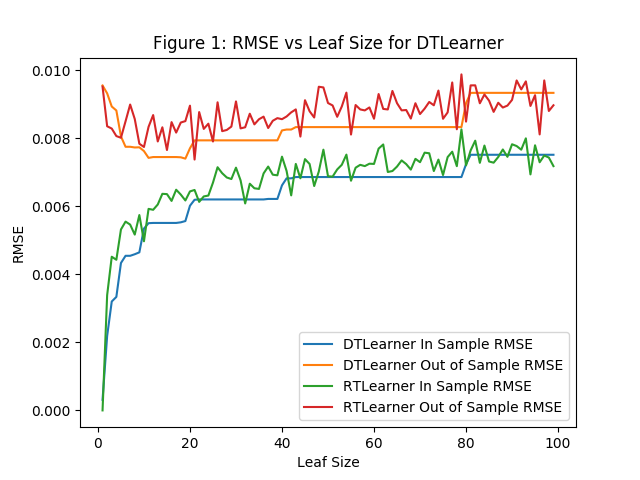 Figure 1: RMSE vs Leaf Size for DTLearner
0.010
0.008
0.006
0.004
0.002
0.000
RMSE
0
20
40
60
80
100
Leaf Size
DTLearner In Sample RMSE
DTLearner Out of Sample RMSE
RTLearner In Sample RMSE
RTLearner Out of Sample RMSE